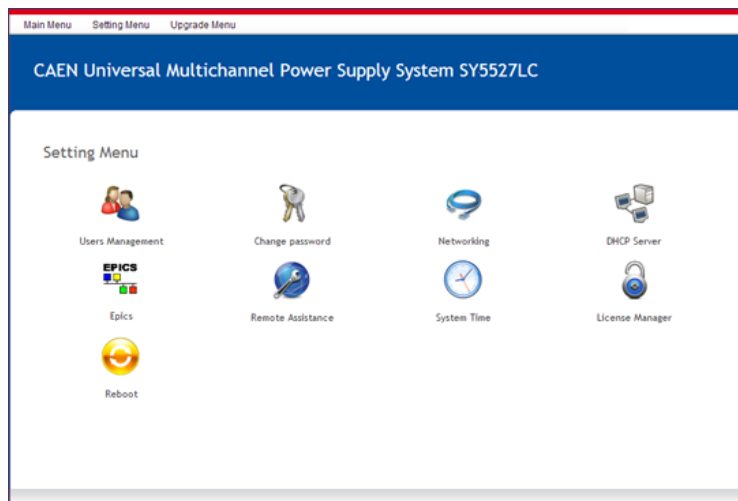 Main Menu Setting Menu Upgrade Menu
CAEN Universal Multichannel Power Supply System SY5527LC
Setting Menu
Users Management Change password Networking DHCP Server
EPICS
Epics Remote Assistance System Time License Manager
Reboot